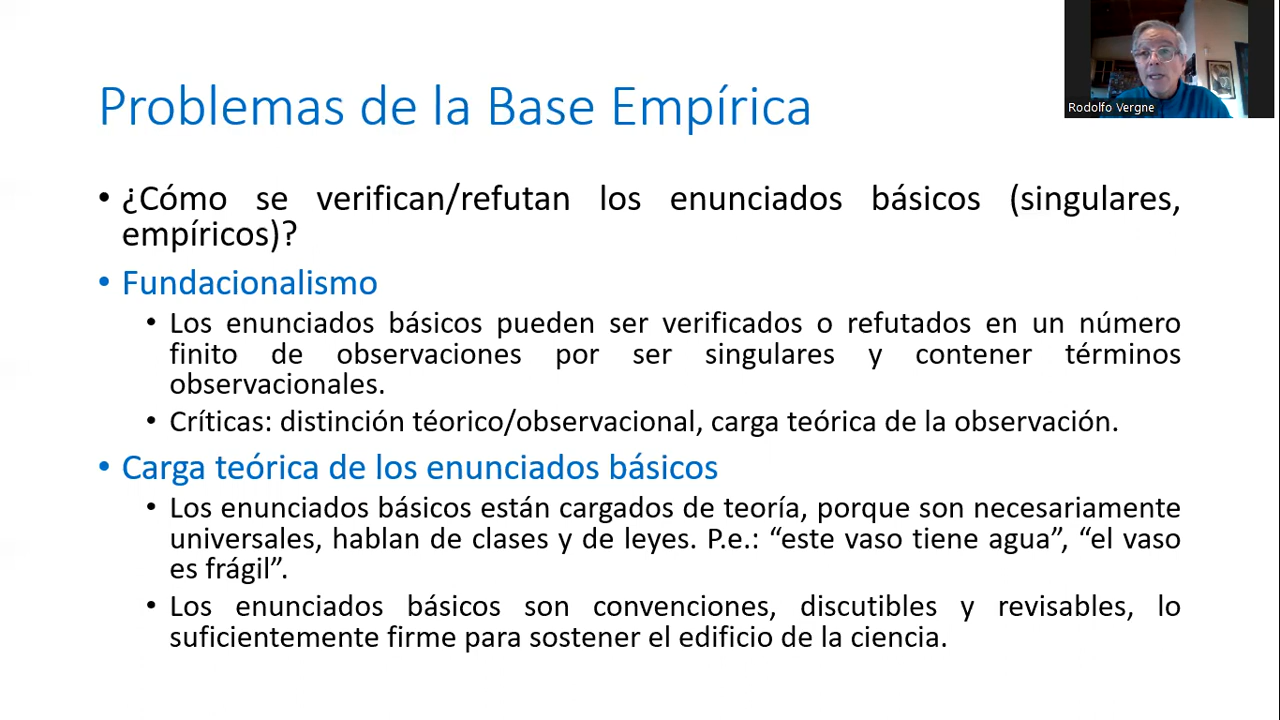 Problemas de la Base Empírica
Rodolfo Vergne
• ¿Cómo se verifican/refutan los enunciados básicos (singulares,
empíricos)?
• Fundacionalismo
• Los enunciados básicos pueden ser verificados o refutados en un número
finito de observaciones por ser singulares y contener términos
observacionales.
• Críticas: distinción téorico/observacional, carga teórica de la observación.
• Carga teórica de los enunciados básicos
• Los enunciados básicos están cargados de teoría, porque son necesariamente
universales, hablan de clases y de leyes. P.e.: “este vaso tiene agua”, “el vaso
es frágil”.
• Los enunciados básicos son convenciones, discutibles y revisables, lo
suficientemente firme para sostener el edificio de la ciencia.